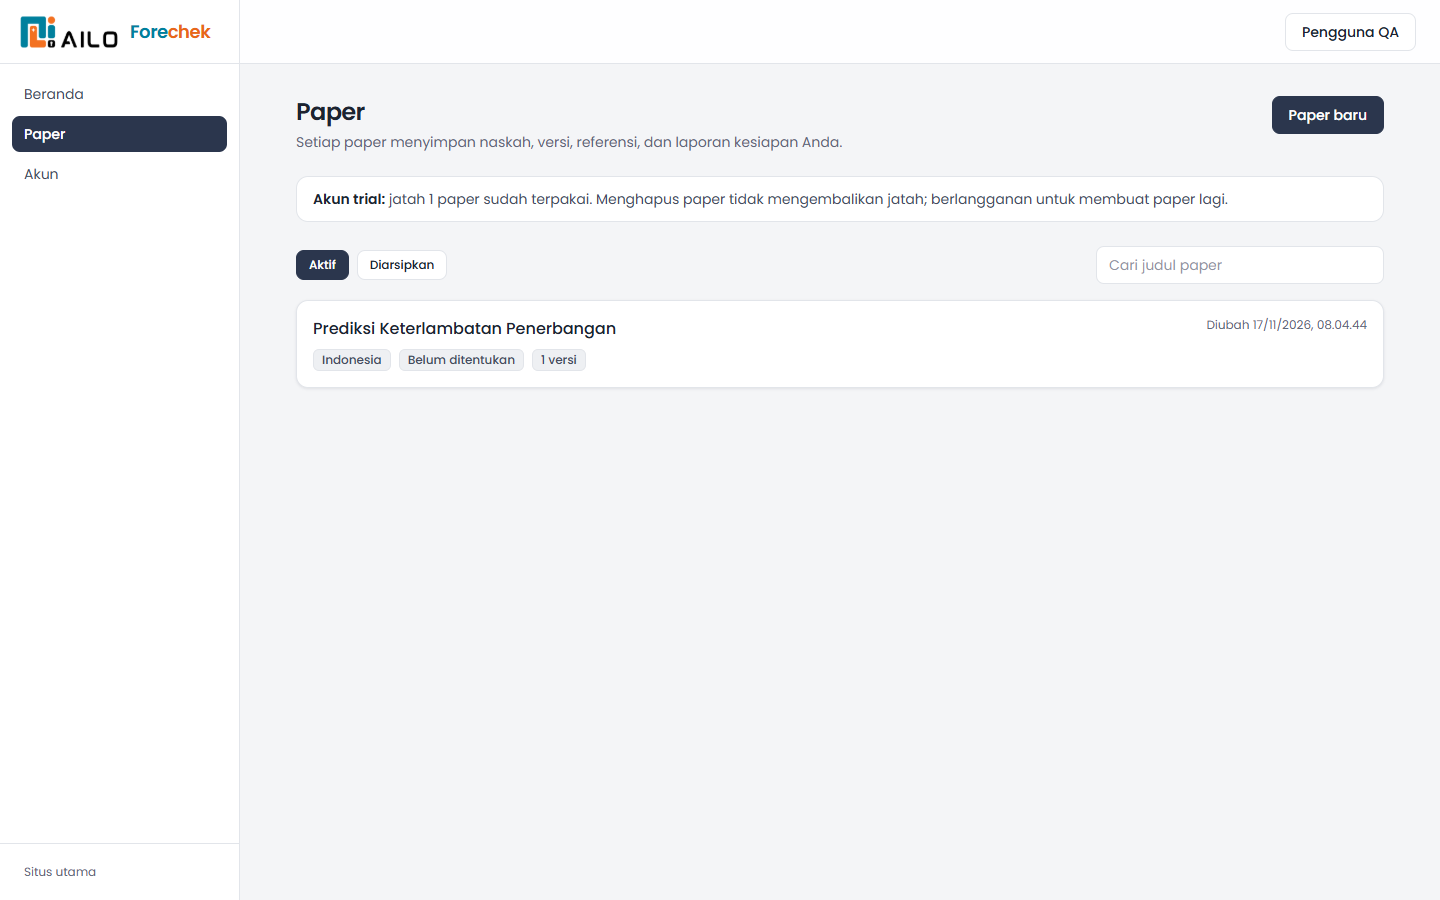 AILO Forechek
Pengguna QA
Beranda
Paper
Akun
Situs utama
Paper
Setiap paper menyimpan naskah, versi, referensi, dan laporan kesiapan Anda.
Paper baru
Akun trial: jatah 1 paper sudah terpakai. Menghapus paper tidak mengembalikan jatah; berlangganan untuk membuat paper lagi.
Aktif
Diarsipkan
Cari judul paper
Prediksi Keterlambatan Penerbangan
Diubah 17/11/2026, 08.04.44
Indonesia
Belum ditentukan
1 versi